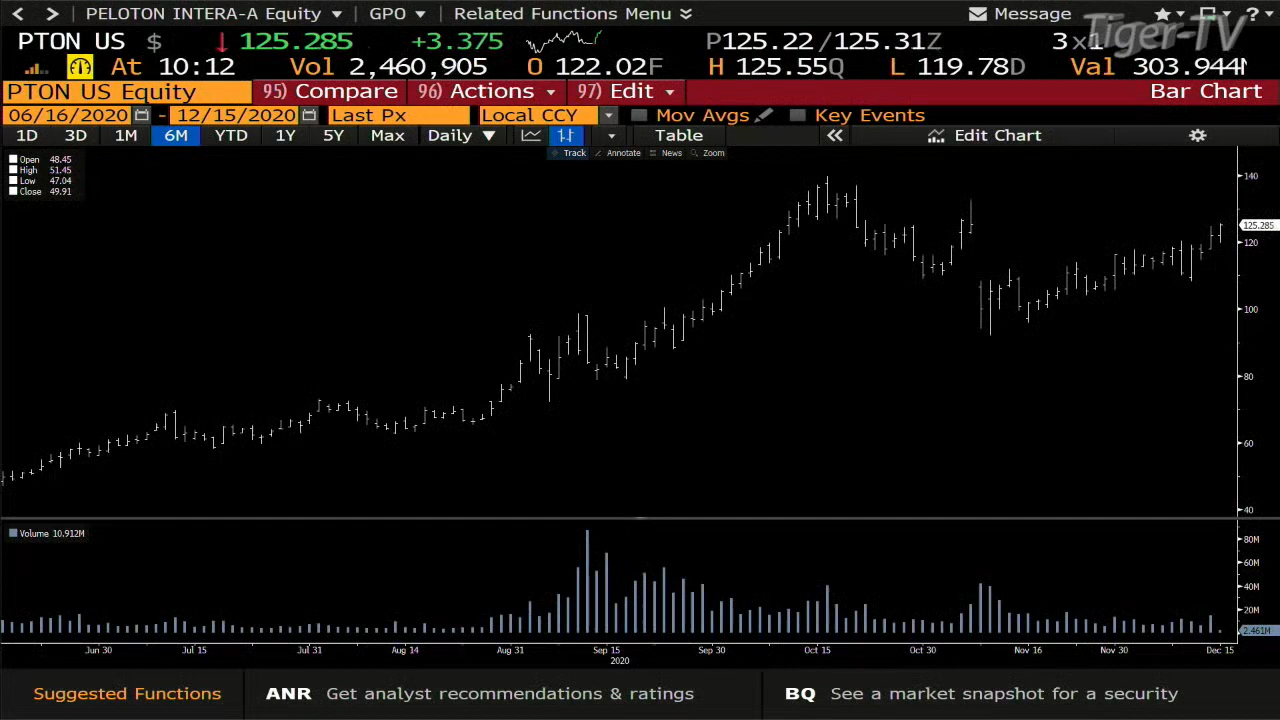 PELOTON INTERA-A Equity GPO Related Functions Menu Message ?
PTON US $ 125.285 +3.375 P125.22/125.31Z 3x1
Tiger-TV
At 10:12 Vol 2,460,905 O 122.02F H 125.55Q L 119.78D Val 303.944M
PTON US Equity 95) Compare 96) Actions 97) Edit Bar Chart
06/16/2020 - 12/15/2020 Last Px Local CCY Mov Avgs Key Events
1D 3D 1M 6M YTD 1Y 5Y Max Daily Table Edit Chart
Track Annotate News Zoom
Open 48.45
High 51.45
Low 47.04
Close 49.91
140
125.285
120
100
80
60
40
Volume 10.912M
80M
60M
40M
20M
2.461M
Jun 30 Jul 15 Jul 31 Aug 14 Aug 31 Sep 15 Sep 30 Oct 15 Oct 30 Nov 16 Nov 30 Dec 15
2020
Suggested Functions ANR Get analyst recommendations & ratings BQ See a market snapshot for a security